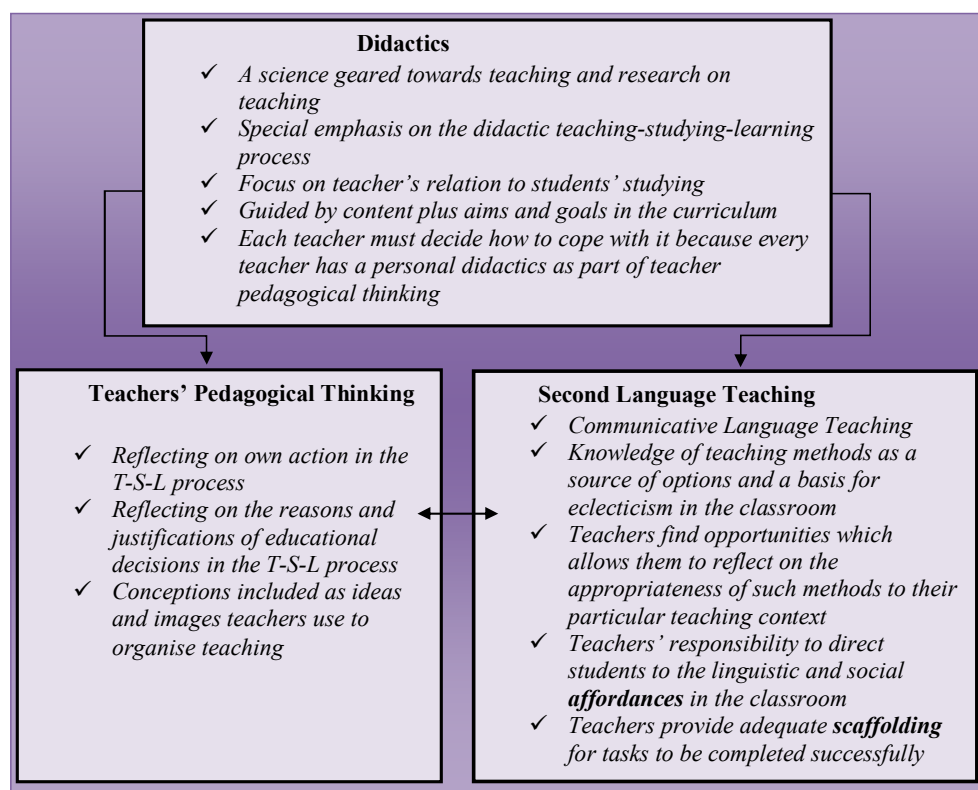 Didactics
✓ A science geared towards teaching and research on
teaching
✓ Special emphasis on the didactic teaching-studying-learning
process
✓ Focus on teacher’s relation to students’ studying
✓ Guided by content plus aims and goals in the curriculum
✓ Each teacher must decide how to cope with it because every
teacher has a personal didactics as part of teacher
pedagogical thinking
Teachers’ Pedagogical Thinking
✓ Reflecting on own action in the
T-S-L process
✓ Reflecting on the reasons and
justifications of educational
decisions in the T-S-L process
✓ Conceptions included as ideas
and images teachers use to
organise teaching
Second Language Teaching
✓ Communicative Language Teaching
✓ Knowledge of teaching methods as a
source of options and a basis for
eclecticism in the classroom
✓ Teachers find opportunities which
allows them to reflect on the
appropriateness of such methods to their
particular teaching context
✓ Teachers’ responsibility to direct
students to the linguistic and social
affordances in the classroom
✓ Teachers provide adequate scaffolding
for tasks to be completed successfully